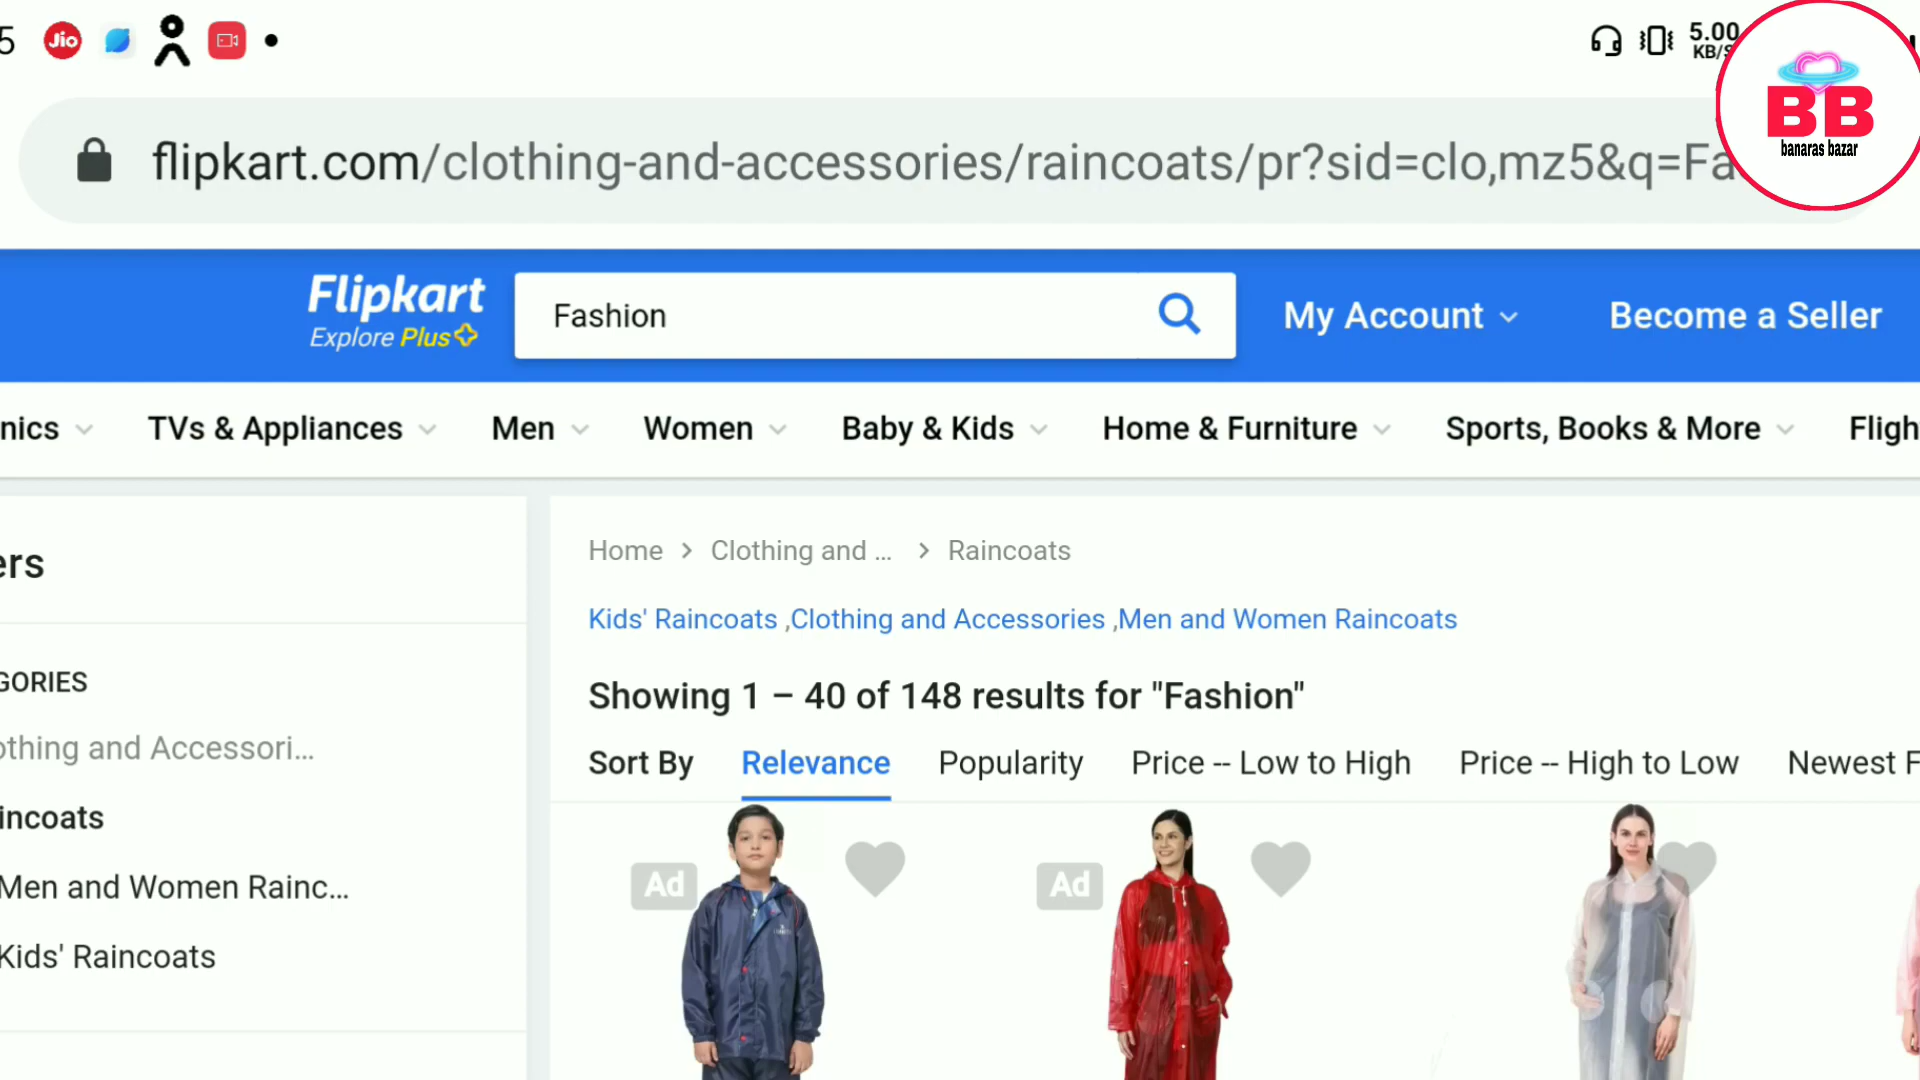 5 Jio 5.00
KB/S
BB
banaras bazar
flipkart.com/clothing-and-accessories/raincoats/pr?sid=clo,mz5&q=Fa
Flipkart
Explore Plus
Fashion
My Account
Become a Seller
nics TVs & Appliances Men Women Baby & Kids Home & Furniture Sports, Books & More Fligh
ers
GORIES
othing and Accessori...
incoats
Men and Women Rainc...
Kids' Raincoats
Home > Clothing and ... > Raincoats
Kids' Raincoats ,Clothing and Accessories ,Men and Women Raincoats
Showing 1 – 40 of 148 results for "Fashion"
Sort By Relevance Popularity Price -- Low to High Price -- High to Low Newest F
Ad Ad